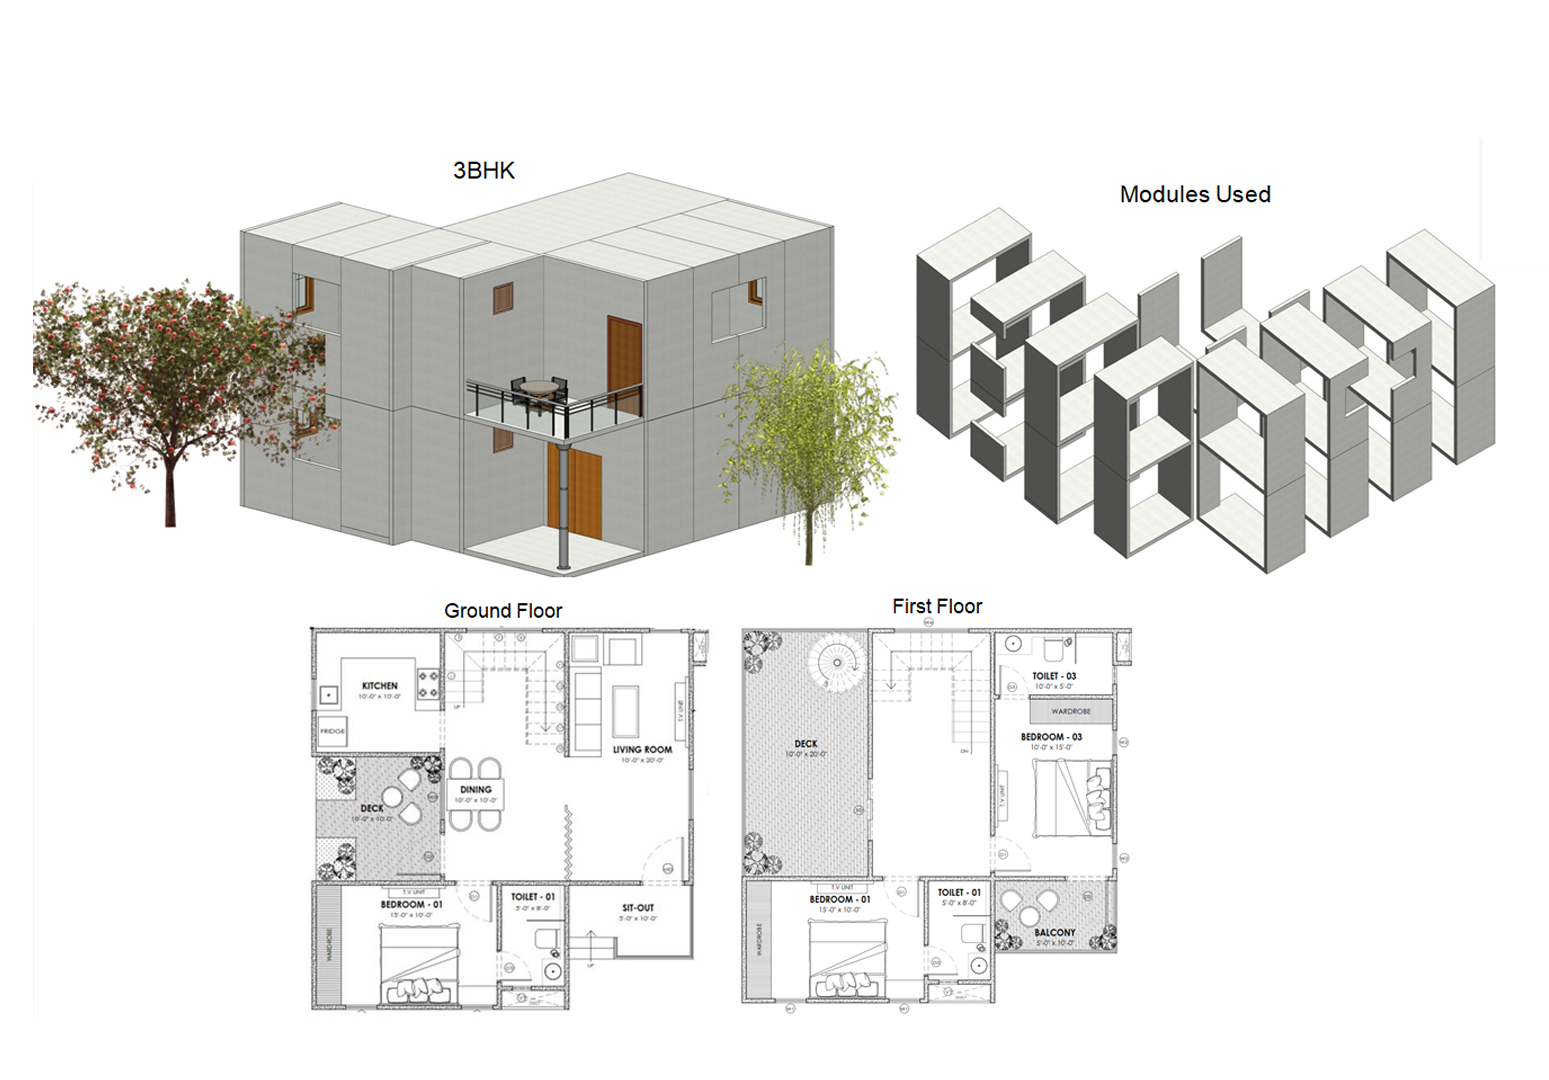 3BHK
Modules Used
Ground Floor
KITCHEN
10'-0" x 10'-0"
FRIDGE
UP
LIVING ROOM
10'-0" x 20'-0"
T.V UNIT
DINING
10'-0" x 10'-0"
DECK
10'-0" x 10'-0"
T.V UNIT
BEDROOM - 01
15'-0" x 10'-0"
WARDROBE
TOILET - 01
5'-0" x 8'-0"
SIT-OUT
5'-0" x 10'-0"
UP
First Floor
DECK
10'-0" x 20'-0"
DN
TOILET - 03
10'-0" x 5'-0"
WARDROBE
BEDROOM - 03
10'-0" x 15'-0"
T.V UNIT
T.V UNIT
BEDROOM - 01
15'-0" x 10'-0"
WARDROBE
TOILET - 01
5'-0" x 8'-0"
BALCONY
5'-0" x 10'-0"